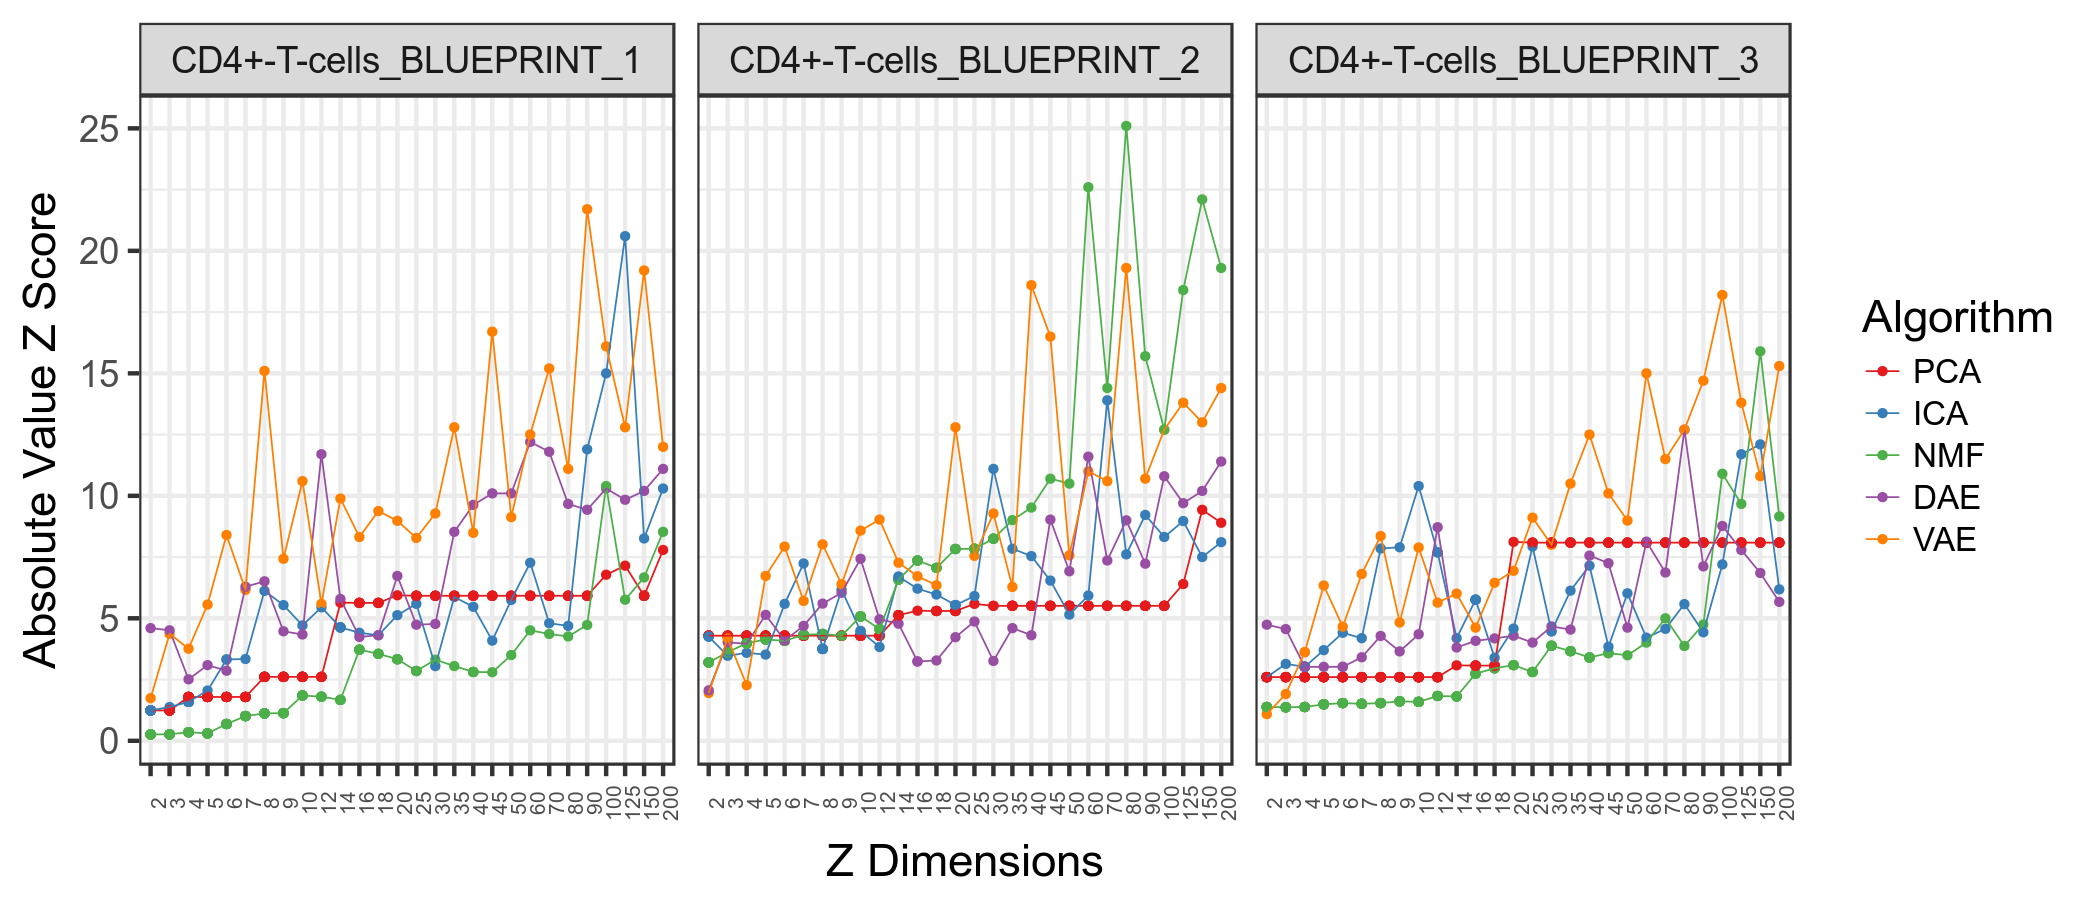 CD4+-T-cells_BLUEPRINT_1 CD4+-T-cells_BLUEPRINT_2 CD4+-T-cells_BLUEPRINT_3
Absolute Value Z Score
25
20
15
10
5
0
2 3 4 5 6 7 8 9 10 12 14 16 18 20 25 30 35 40 45 50 60 70 80 90 100 125 150 200
2 3 4 5 6 7 8 9 10 12 14 16 18 20 25 30 35 40 45 50 60 70 80 90 100 125 150 200
2 3 4 5 6 7 8 9 10 12 14 16 18 20 25 30 35 40 45 50 60 70 80 90 100 125 150 200
Z Dimensions
Algorithm
PCA
ICA
NMF
DAE
VAE